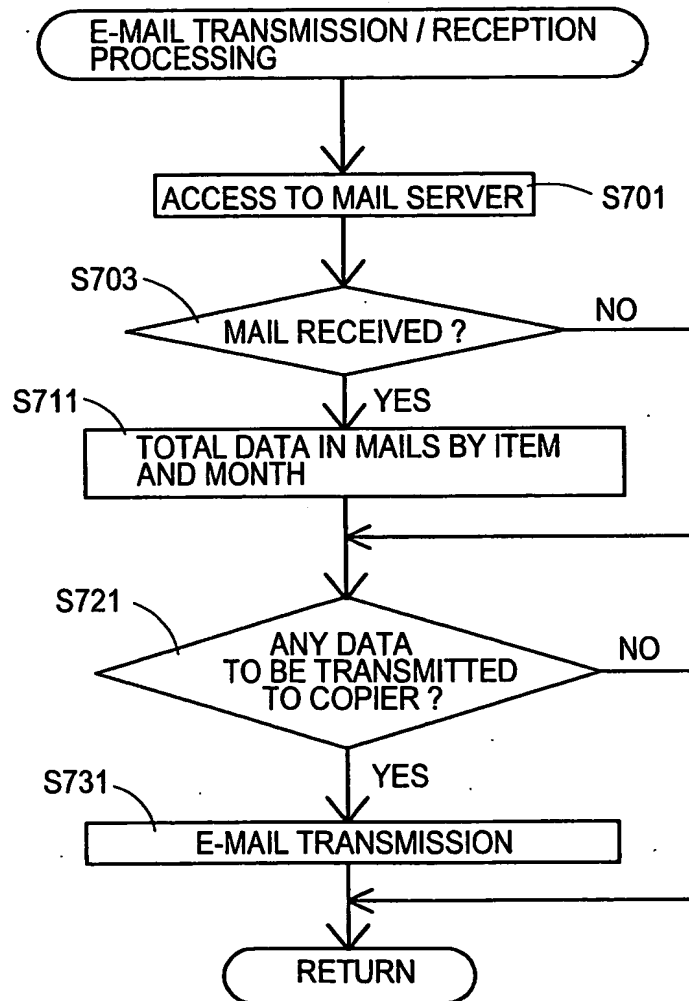 E-MAIL TRANSMISSION / RECEPTION
PROCESSING
ACCESS TO MAIL SERVER
S701
S703
MAIL RECEIVED ?
NO
YES
S711
TOTAL DATA IN MAILS BY ITEM
AND MONTH
S721
ANY DATA
TO BE TRANSMITTED
TO COPIER ?
NO
YES
S731
E-MAIL TRANSMISSION
RETURN